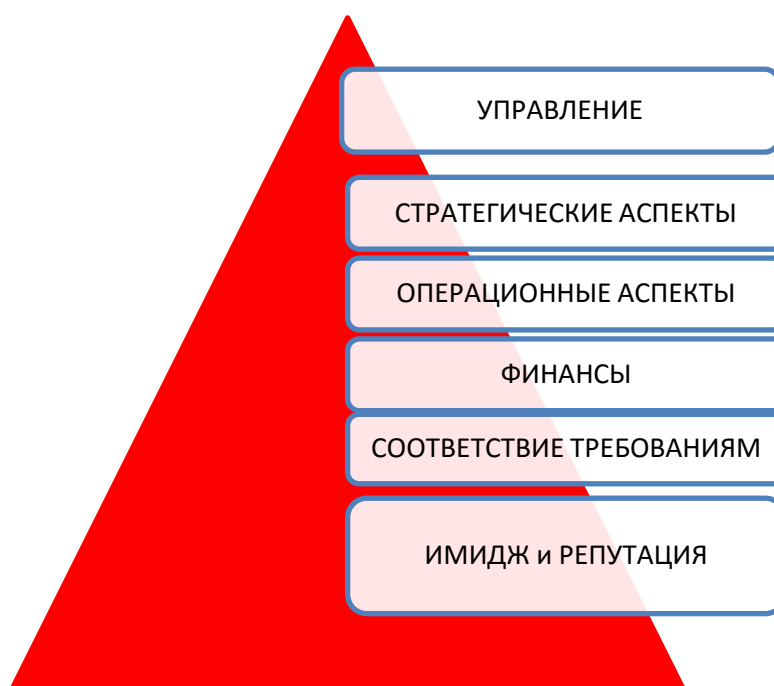 УПРАВЛЕНИЕ
СТРАТЕГИЧЕСКИЕ АСПЕКТЫ
ОПЕРАЦИОННЫЕ АСПЕКТЫ
ФИНАНСЫ
СООТВЕТСТВИЕ ТРЕБОВАНИЯМ
ИМИДЖ и РЕПУТАЦИЯ